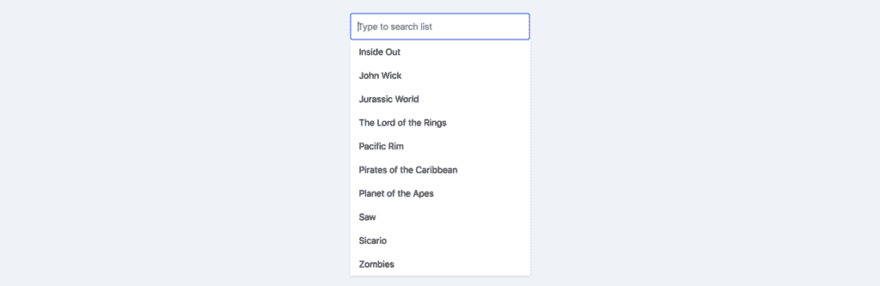 Type to search list
Inside Out
John Wick
Jurassic World
The Lord of the Rings
Pacific Rim
Pirates of the Caribbean
Planet of the Apes
Saw
Sicario
Zombies